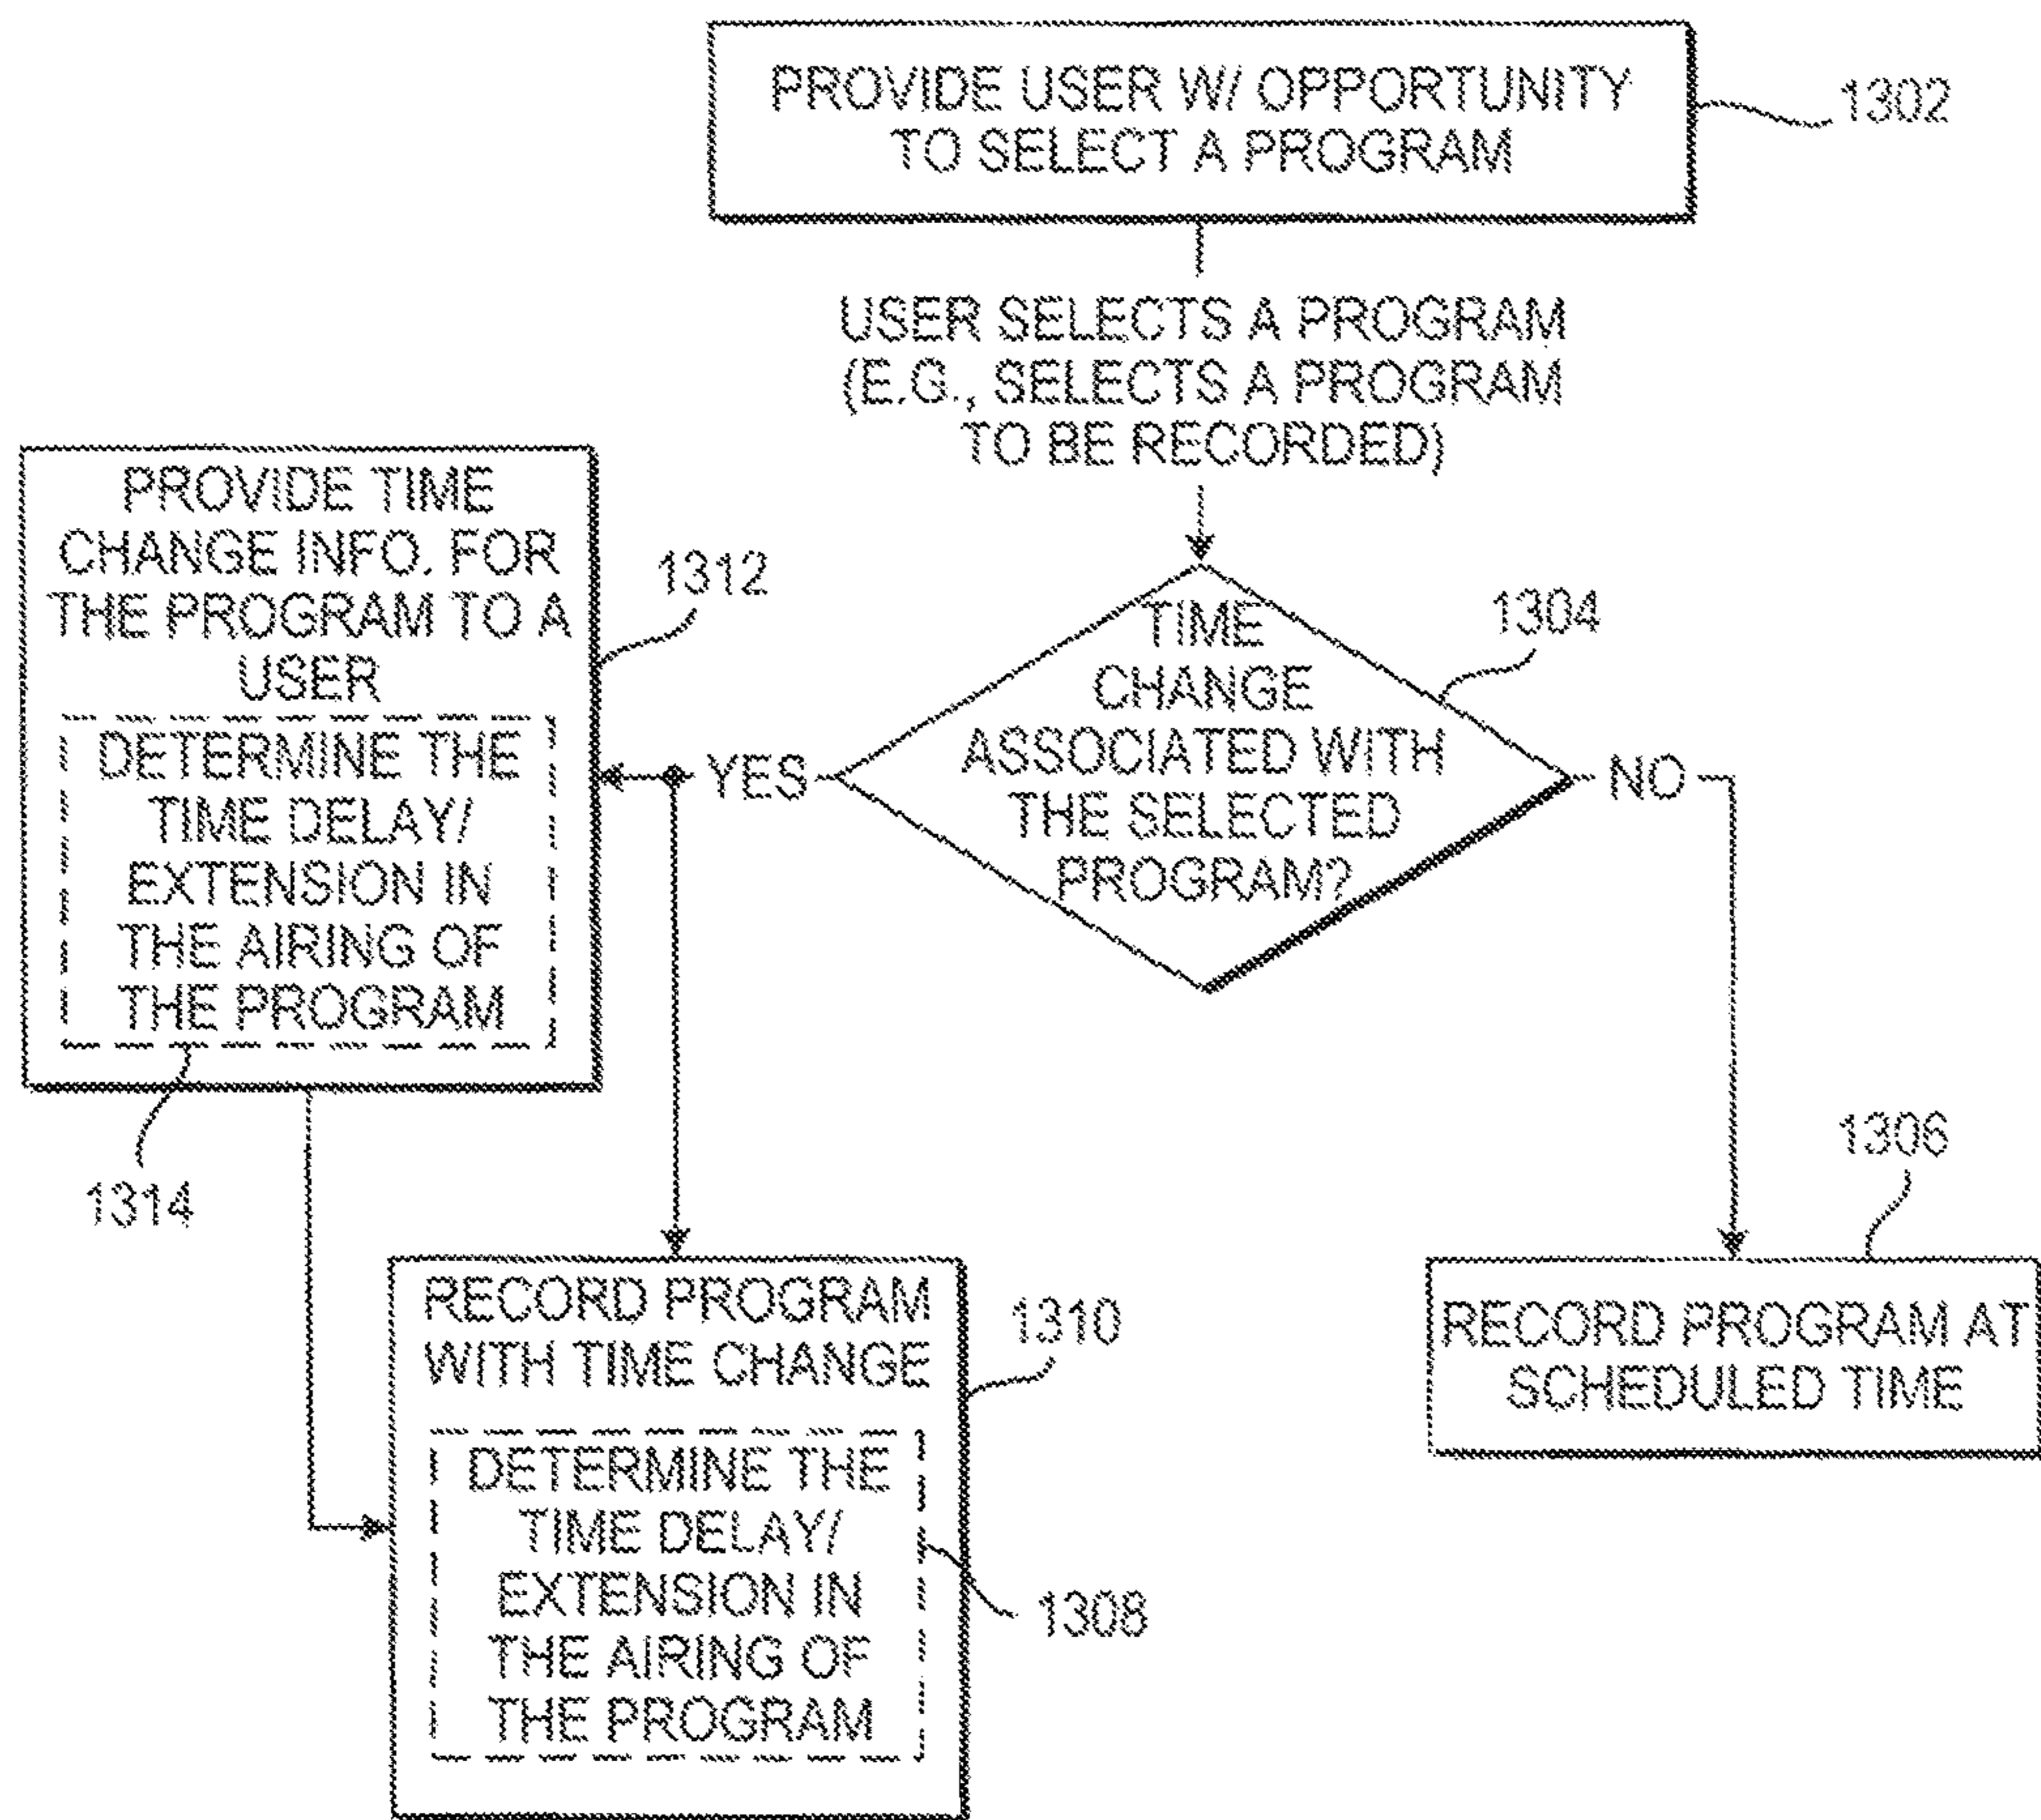 PROVIDE USER W/ OPPORTUNITY
TO SELECT A PROGRAM
1302
USER SELECTS A PROGRAM
(E.G., SELECTS A PROGRAM
TO BE RECORDED)
PROVIDE TIME
CHANGE INFO. FOR
THE PROGRAM TO A
USER
1312
DETERMINE THE
TIME DELAY/
EXTENSION IN
THE AIRING OF
THE PROGRAM
1314
YES
TIME
CHANGE
ASSOCIATED WITH
THE SELECTED
PROGRAM?
1304
NO
1306
RECORD PROGRAM AT
SCHEDULED TIME
RECORD PROGRAM
WITH TIME CHANGE
1310
DETERMINE THE
TIME DELAY/
EXTENSION IN
THE AIRING OF
THE PROGRAM
1308